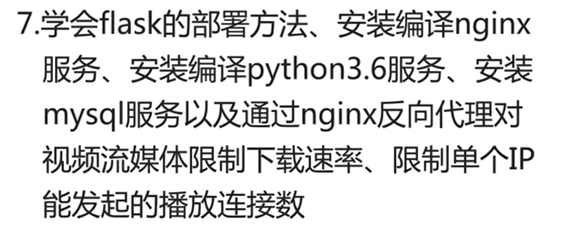 7.学会flask的部署方法、安装编译nginx
服务、安装编译python3.6服务、安装
mysql服务以及通过nginx反向代理对
视频流媒体限制下载速率、限制单个IP
能发起的播放连接数